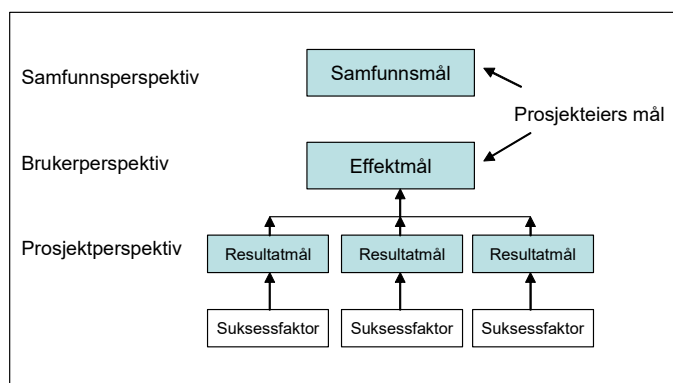 Samfunnsperspektiv
Samfunnsmål
Prosjekteiers mål
Brukerperspektiv
Effektmål
Prosjektperspektiv
Resultatmål
Resultatmål
Resultatmål
Suksessfaktor
Suksessfaktor
Suksessfaktor